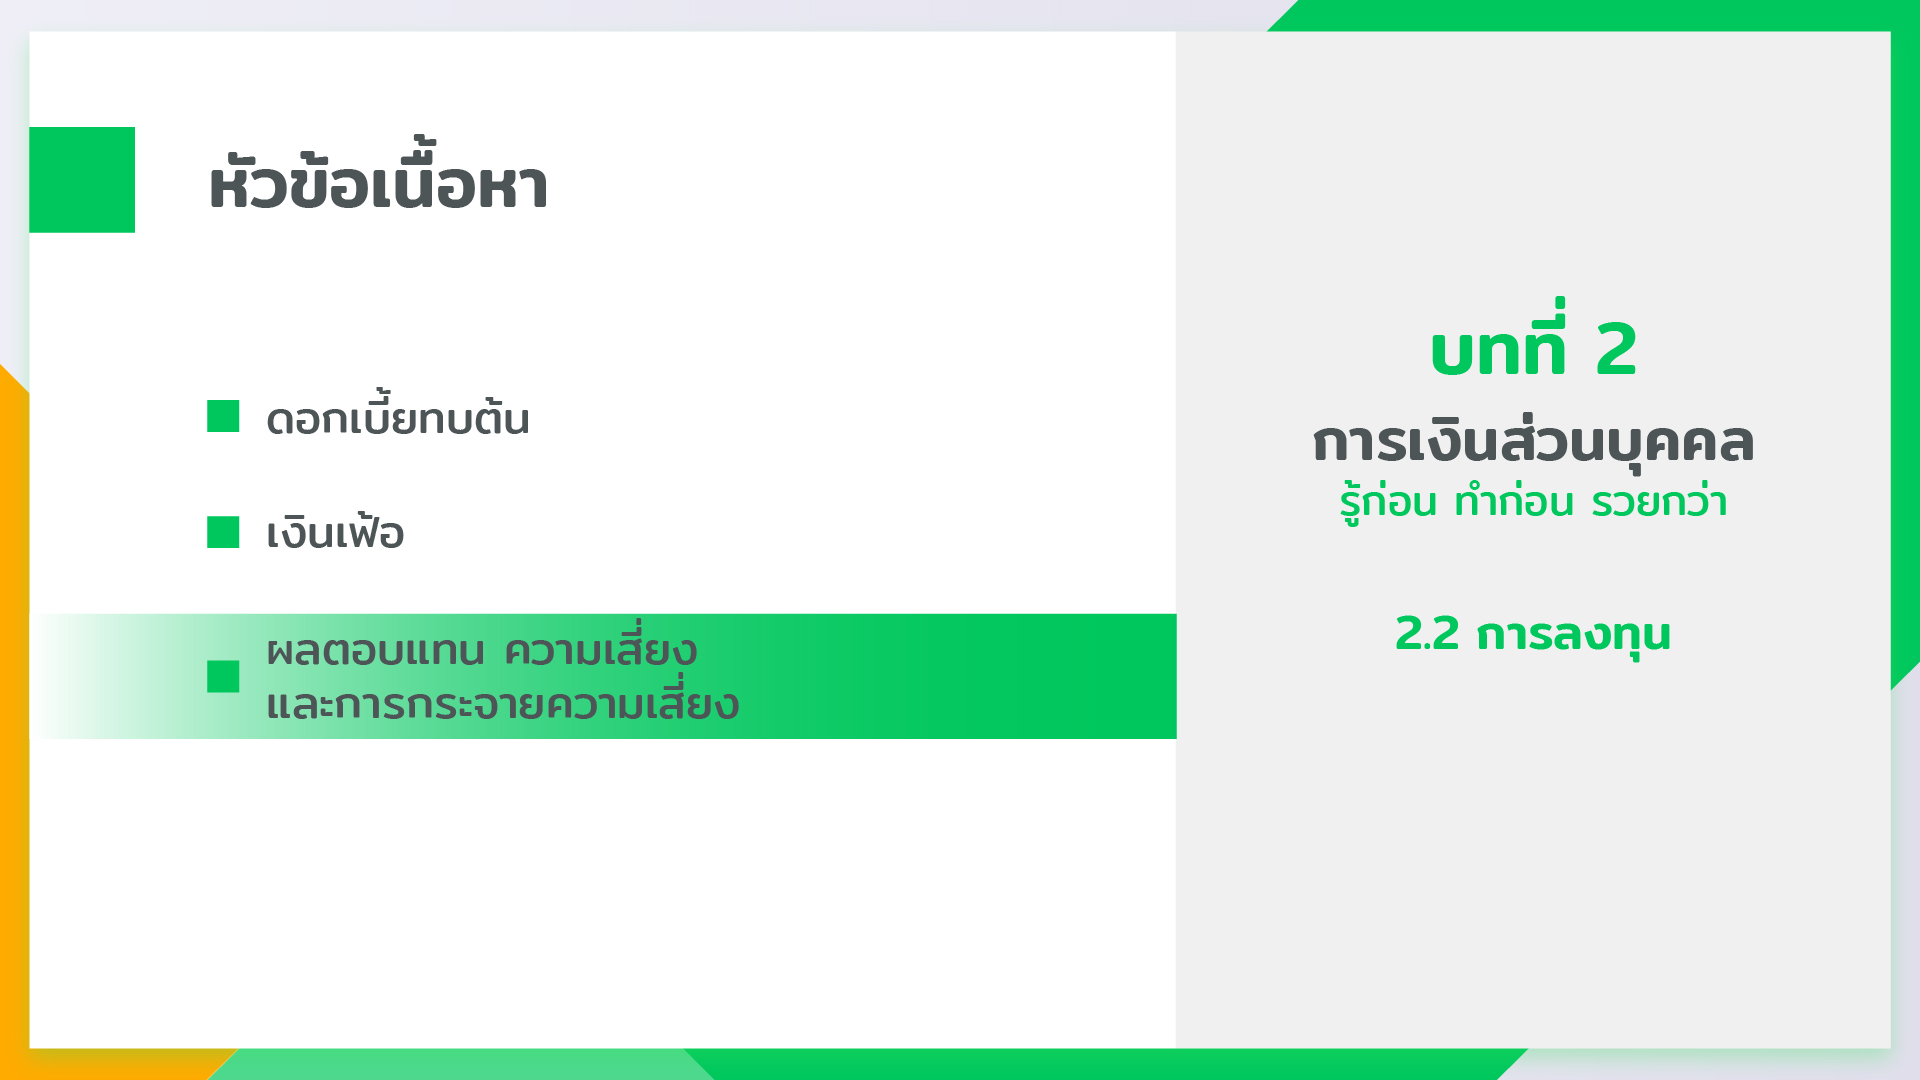 หัวข้อเนื้อหา
ดอกเบี้ยทบต้น
เงินเฟ้อ
ผลตอบแทน ความเสี่ยง
และการกระจายความเสี่ยง
บทที่ 2
การเงินส่วนบุคคล
รู้ก่อน ทำก่อน รวยกว่า
2.2 การลงทุน